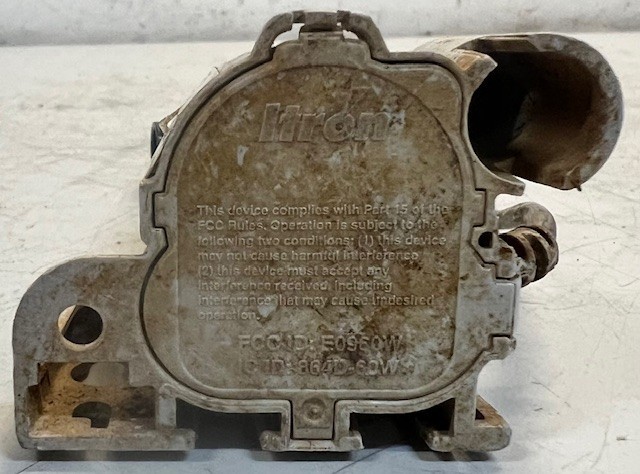 Itron
This device complies with Part 15 of the
FCC Rules. Operation is subject to the
following two conditions: (1) this device
may not cause harmful interference
(2) this device must accept any
interference received, including
interference that may cause undesired
operation.
FCC ID: EO960W
IC ID: 864D-60W